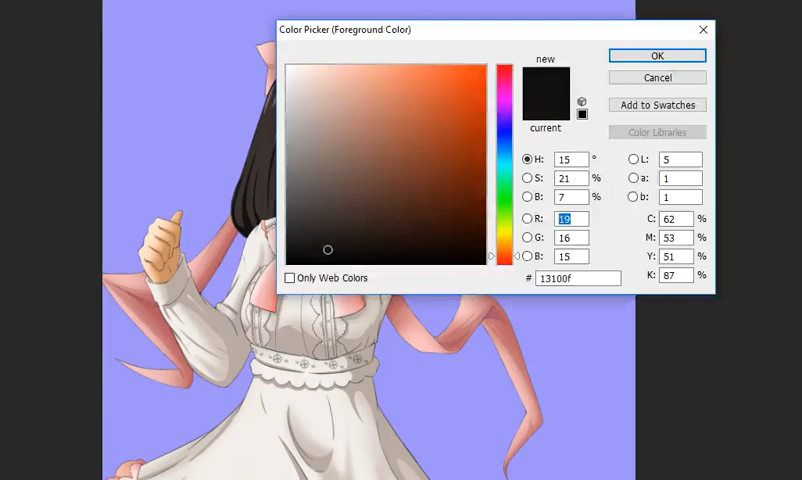 Color Picker (Foreground Color)
new
current
OK
Cancel
Add to Swatches
Color Libraries
H: 15 °
S: 21 %
B: 7 %
R: 19
G: 16
B: 15
L: 5
a: 1
b: 1
C: 62 %
M: 53 %
Y: 51 %
K: 87 %
# 13100f
Only Web Colors